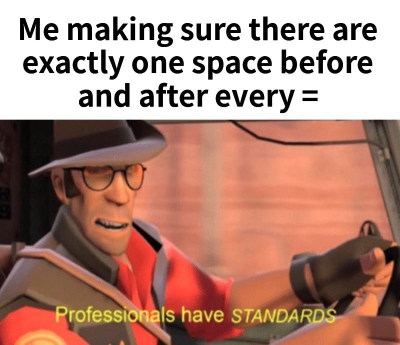 Me making sure there are
exactly one space before
and after every =
Professionals have STANDARDS